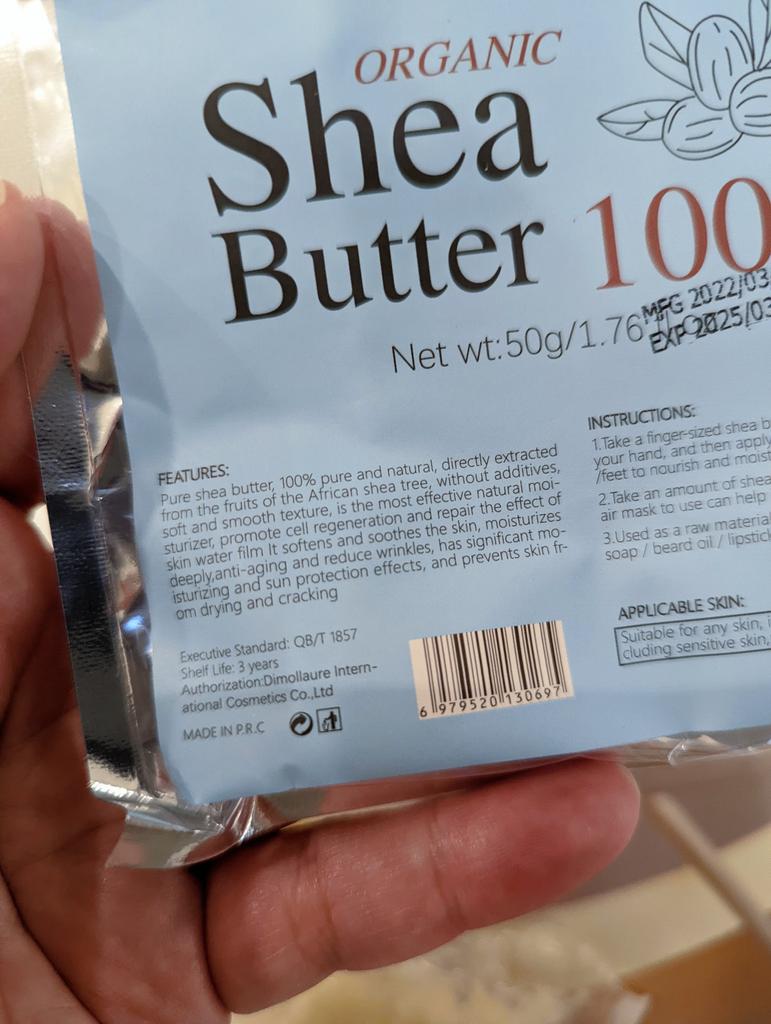 ORGANIC
Shea
Butter 100
Net wt:50g/1.76
MFG 2022/03
EXP 2025/03
FEATURES:
Pure shea butter, 100% pure and natural, directly extracted
from the fruits of the African shea tree, without additives,
soft and smooth texture, is the most effective natural moi-
sturizer, promote cell regeneration and repair the effect of
skin water film It softens and soothes the skin, moisturizes
deeply,anti-aging and reduce wrinkles, has significant mo-
isturizing and sun protection effects, and prevents skin fr-
om drying and cracking
Executive Standard: QB/T 1857
Shelf Life: 3 years
Authorization:Dimollaure Intern-
ational Cosmetics Co.,Ltd
MADE IN P.R.C
6 979520 130697
INSTRUCTIONS:
1.Take a finger-sized shea b
your hand, and then apply
/feet to nourish and moist
2.Take an amount of shea
air mask to use can help
3.Used as a raw material
soap / beard oil / lipstick
APPLICABLE SKIN:
Suitable for any skin, i
cluding sensitive skin,